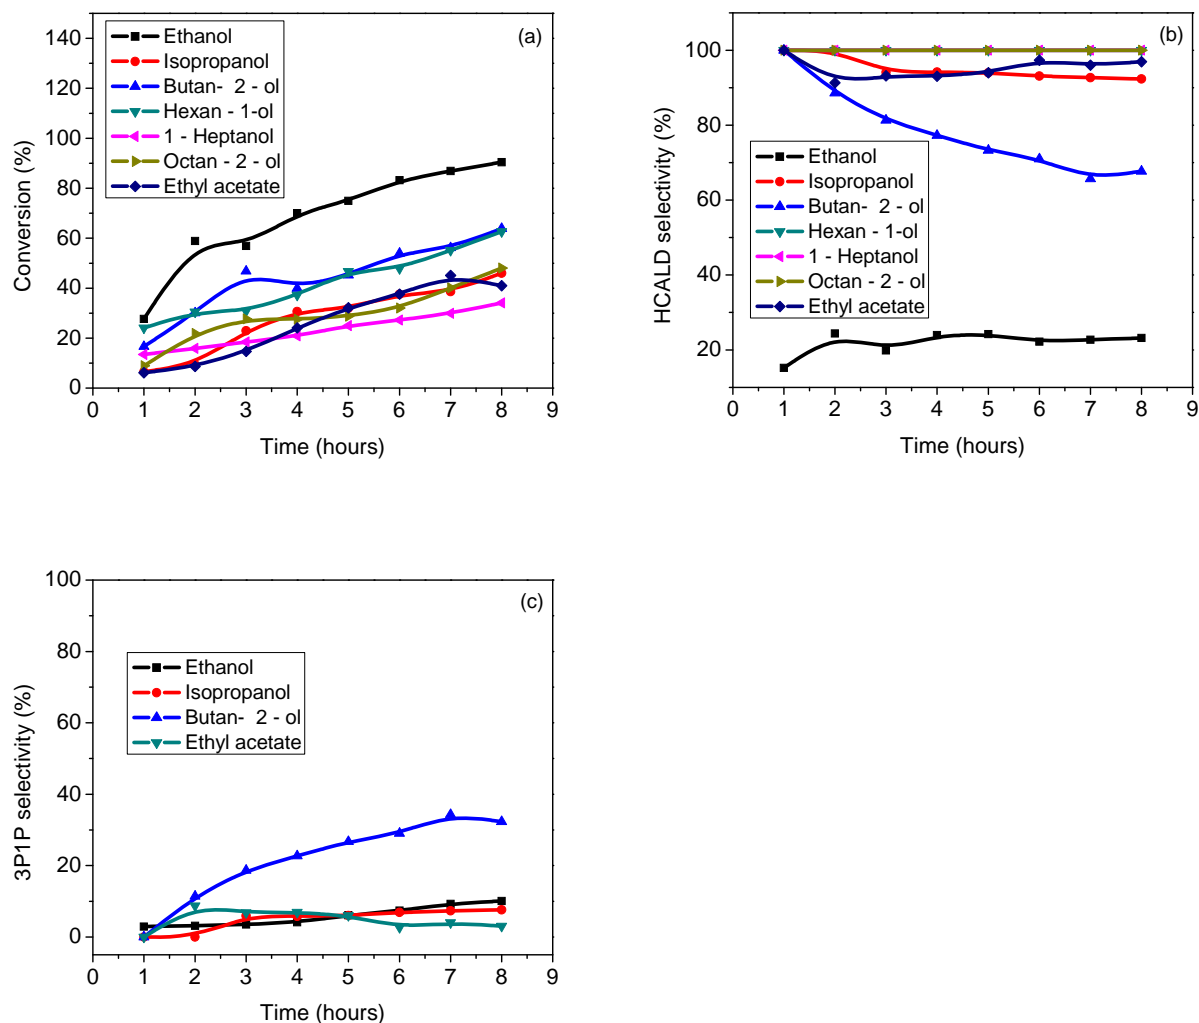 (a)
Ethanol
Isopropanol
Butan- 2 - ol
Hexan - 1-ol
1 - Heptanol
Octan - 2 - ol
Ethyl acetate
Conversion (%)
140
120
100
80
60
40
20
0
0 1 2 3 4 5 6 7 8 9
Time (hours)
(b)
HCALD selectivity (%)
100
80
60
40
20
Ethanol
Isopropanol
Butan- 2 - ol
Hexan - 1-ol
1 - Heptanol
Octan - 2 - ol
Ethyl acetate
0 1 2 3 4 5 6 7 8 9
Time (hours)
(c)
3P1P selectivity (%)
100
80
60
40
20
0
Ethanol
Isopropanol
Butan- 2 - ol
Ethyl acetate
0 1 2 3 4 5 6 7 8 9
Time (hours)